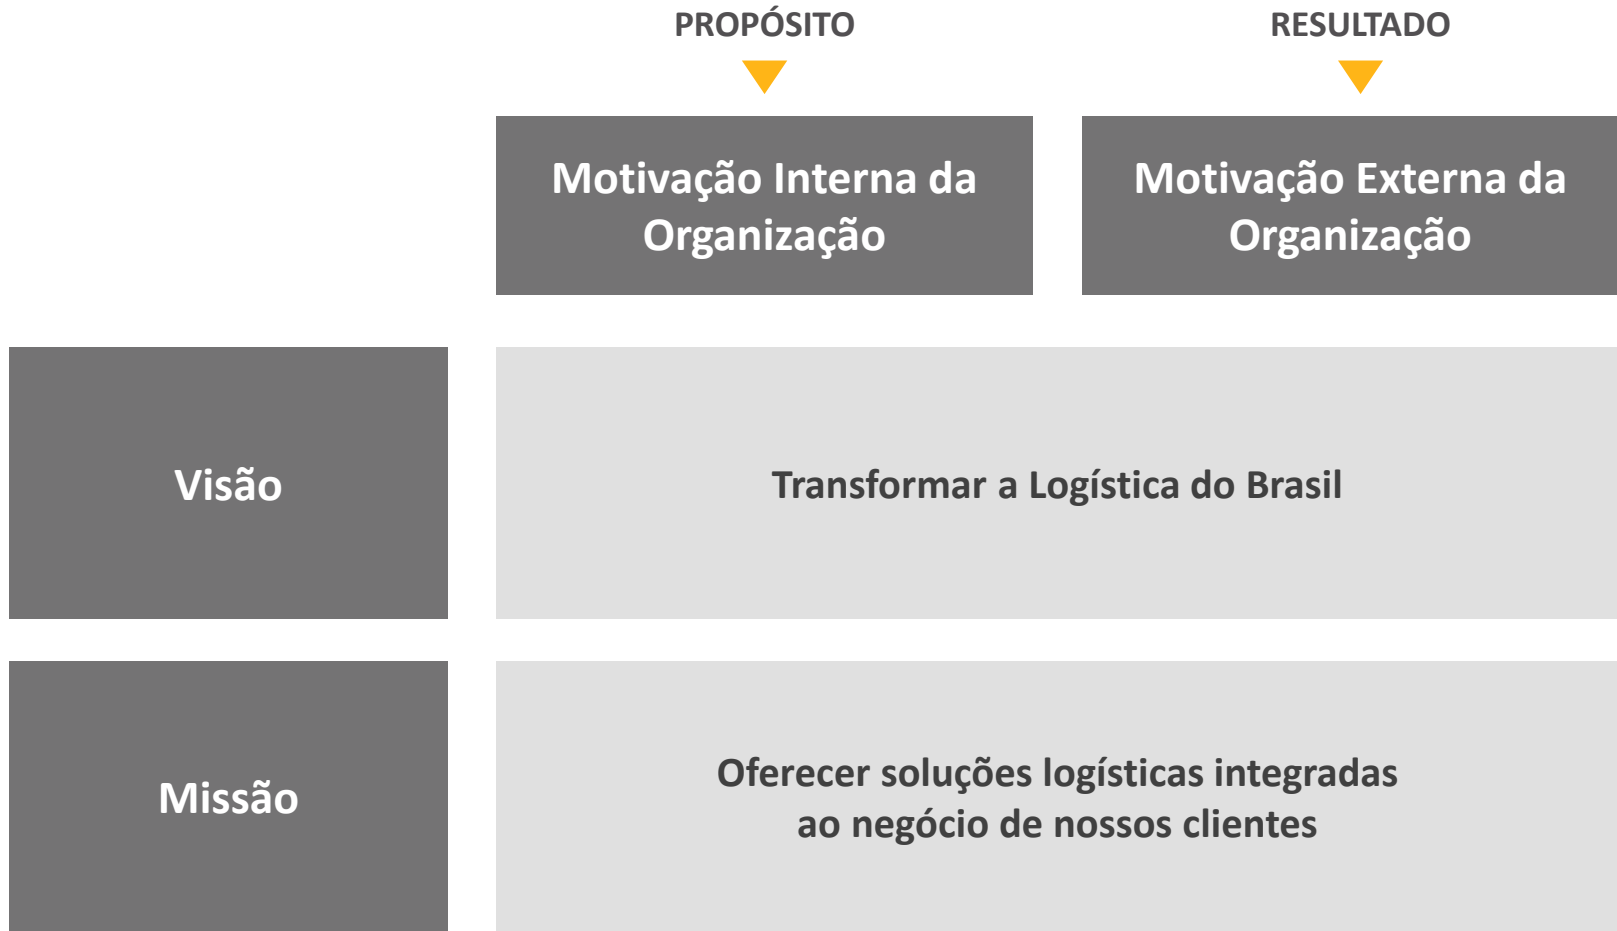 PROPÓSITO
RESULTADO
Motivação Interna da
Organização
Motivação Externa da
Organização
Visão
Transformar a Logística do Brasil
Missão
Oferecer soluções logísticas integradas
ao negócio de nossos clientes